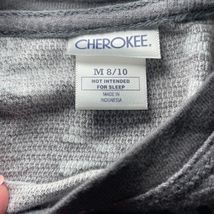 CHEROKEE.
M 8/10
NOT INTENDED
FOR SLEEP
MADE IN
INDONESIA